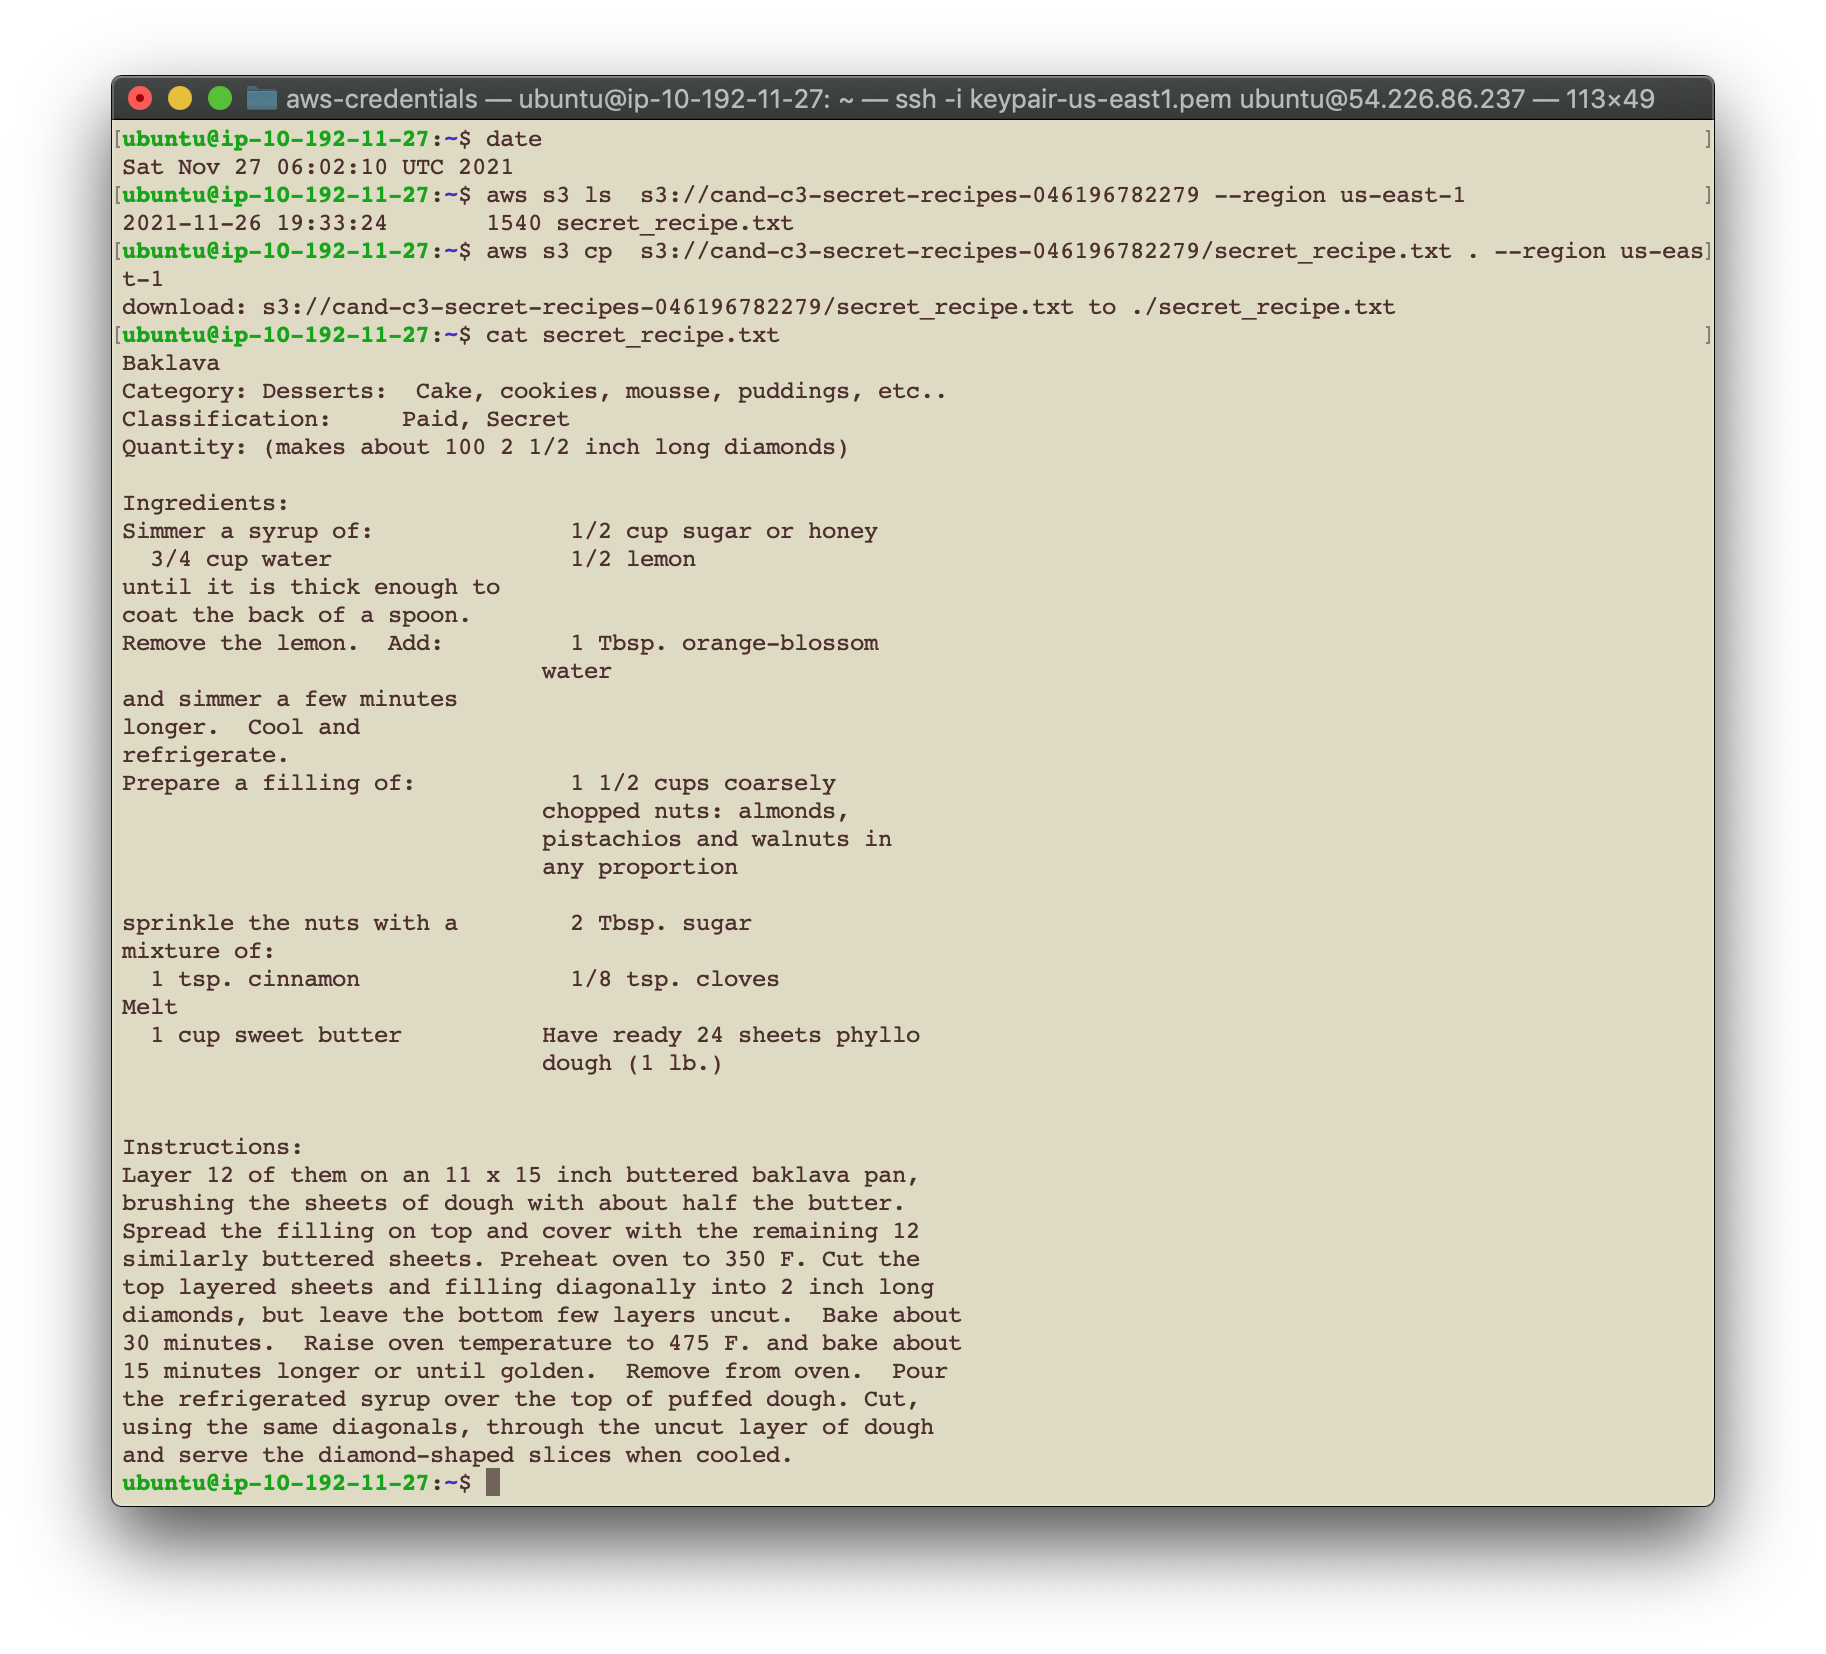 aws-credentials — ubuntu@ip-10-192-11-27: ~ — ssh -i keypair-us-east1.pem ubuntu@54.226.86.237 — 113×49
[ubuntu@ip-10-192-11-27:~$ date ]
Sat Nov 27 06:02:10 UTC 2021
[ubuntu@ip-10-192-11-27:~$ aws s3 ls  s3://cand-c3-secret-recipes-046196782279 --region us-east-1 ]
2021-11-26 19:33:24       1540 secret_recipe.txt
[ubuntu@ip-10-192-11-27:~$ aws s3 cp  s3://cand-c3-secret-recipes-046196782279/secret_recipe.txt . --region us-eas]
t-1
download: s3://cand-c3-secret-recipes-046196782279/secret_recipe.txt to ./secret_recipe.txt
[ubuntu@ip-10-192-11-27:~$ cat secret_recipe.txt ]
Baklava
Category: Desserts:  Cake, cookies, mousse, puddings, etc..
Classification:     Paid, Secret
Quantity: (makes about 100 2 1/2 inch long diamonds)

Ingredients:
Simmer a syrup of:              1/2 cup sugar or honey
  3/4 cup water                 1/2 lemon
until it is thick enough to
coat the back of a spoon.
Remove the lemon.  Add:         1 Tbsp. orange-blossom
                              water
and simmer a few minutes
longer.  Cool and
refrigerate.
Prepare a filling of:           1 1/2 cups coarsely
                              chopped nuts: almonds,
                              pistachios and walnuts in
                              any proportion

sprinkle the nuts with a        2 Tbsp. sugar
mixture of:
  1 tsp. cinnamon               1/8 tsp. cloves
Melt
  1 cup sweet butter          Have ready 24 sheets phyllo
                              dough (1 lb.)

Instructions:
Layer 12 of them on an 11 x 15 inch buttered baklava pan,
brushing the sheets of dough with about half the butter.
Spread the filling on top and cover with the remaining 12
similarly buttered sheets. Preheat oven to 350 F. Cut the
top layered sheets and filling diagonally into 2 inch long
diamonds, but leave the bottom few layers uncut.  Bake about
30 minutes.  Raise oven temperature to 475 F. and bake about
15 minutes longer or until golden.  Remove from oven.  Pour
the refrigerated syrup over the top of puffed dough. Cut,
using the same diagonals, through the uncut layer of dough
and serve the diamond-shaped slices when cooled.
ubuntu@ip-10-192-11-27:~$